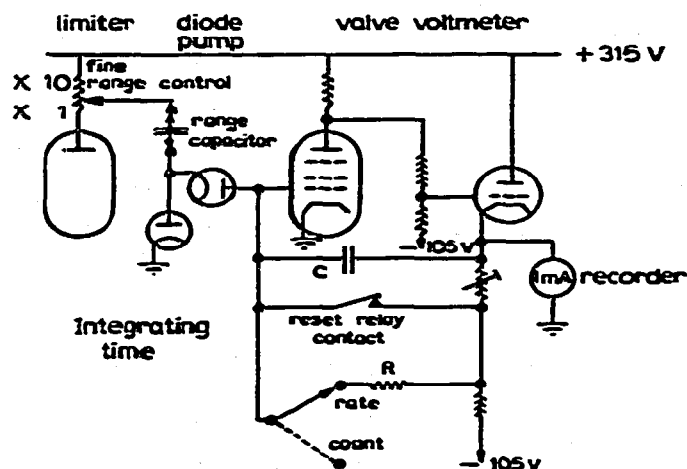 limiter
diode pump
valve voltmeter
+ 315 V
fine range control
X 10
X 1
range capacitor
- 105 V
C
1mA recorder
reset relay contact
Integrating time
R
rate
count
- 105 V